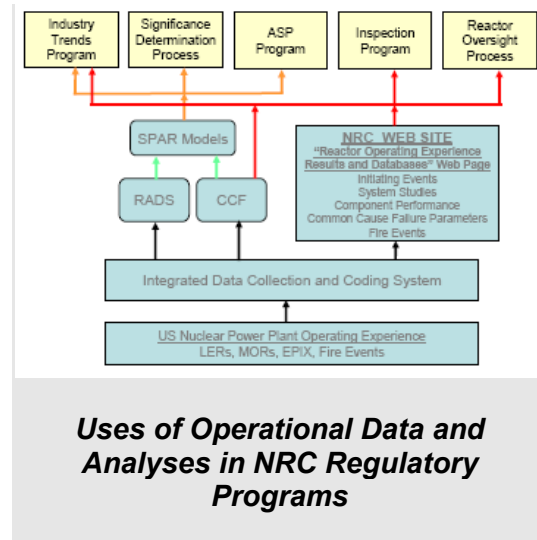 Industry
Trends
Program
Significance
Determination
Process
ASP
Program
Inspection
Program
Reactor
Oversight
Process
SPAR Models
NRC WEB SITE
"Reactor Operating Experience
Results and Databases" Web Page
Initiating Events
System Studies
Component Performance
Common Cause Failure Parameters
Fire Events
RADS
CCF
Integrated Data Collection and Coding System
US Nuclear Power Plant Operating Experience
LERs, MORs, EPIX, Fire Events
Uses of Operational Data and
Analyses in NRC Regulatory
Programs